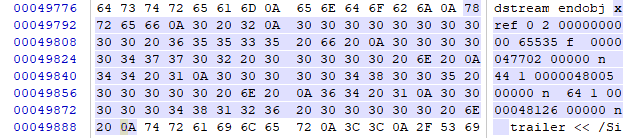 00049776 64 73 74 72 65 61 6D 0A 65 6E 64 6F 62 6A 0A 78 dstream endobj x
00049792 72 65 66 0A 30 20 32 0A 30 30 30 30 30 30 30 30 ref 0 2 00000000
00049808 30 30 20 36 35 35 33 35 20 66 20 0A 30 30 30 30 00 65535 f  0000
00049824 30 34 37 37 30 32 20 30 30 30 30 30 20 6E 20 0A 047702 00000 n
00049840 34 34 20 31 0A 30 30 30 30 30 34 38 30 30 35 20 44 1 0000048005
00049856 30 30 30 30 30 20 6E 20 0A 36 34 20 31 0A 30 30 00000 n  64 1 00
00049872 30 30 30 34 38 31 32 36 20 30 30 30 30 30 20 6E 00048126 00000 n
00049888 20 0A 74 72 61 69 6C 65 72 0A 3C 3C 0A 2F 53 69 trailer << /Si